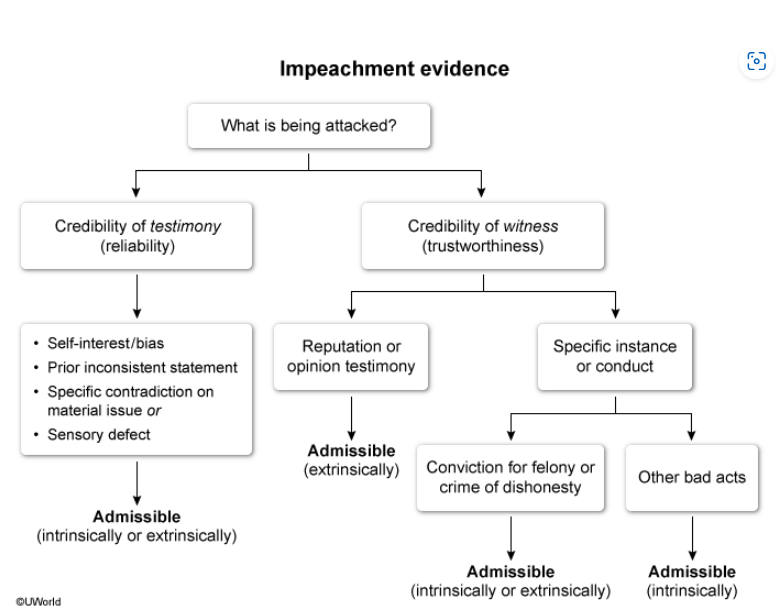 Impeachment evidence
What is being attacked?
Credibility of testimony
(reliability)
Credibility of witness
(trustworthiness)
• Self-interest/bias
• Prior inconsistent statement
• Specific contradiction on
material issue or
• Sensory defect
Reputation or
opinion testimony
Specific instance
or conduct
Admissible
(extrinsically)
Conviction for felony or
crime of dishonesty
Other bad acts
Admissible
(intrinsically or extrinsically)
Admissible
(intrinsically or extrinsically)
Admissible
(intrinsically)
©UWorld